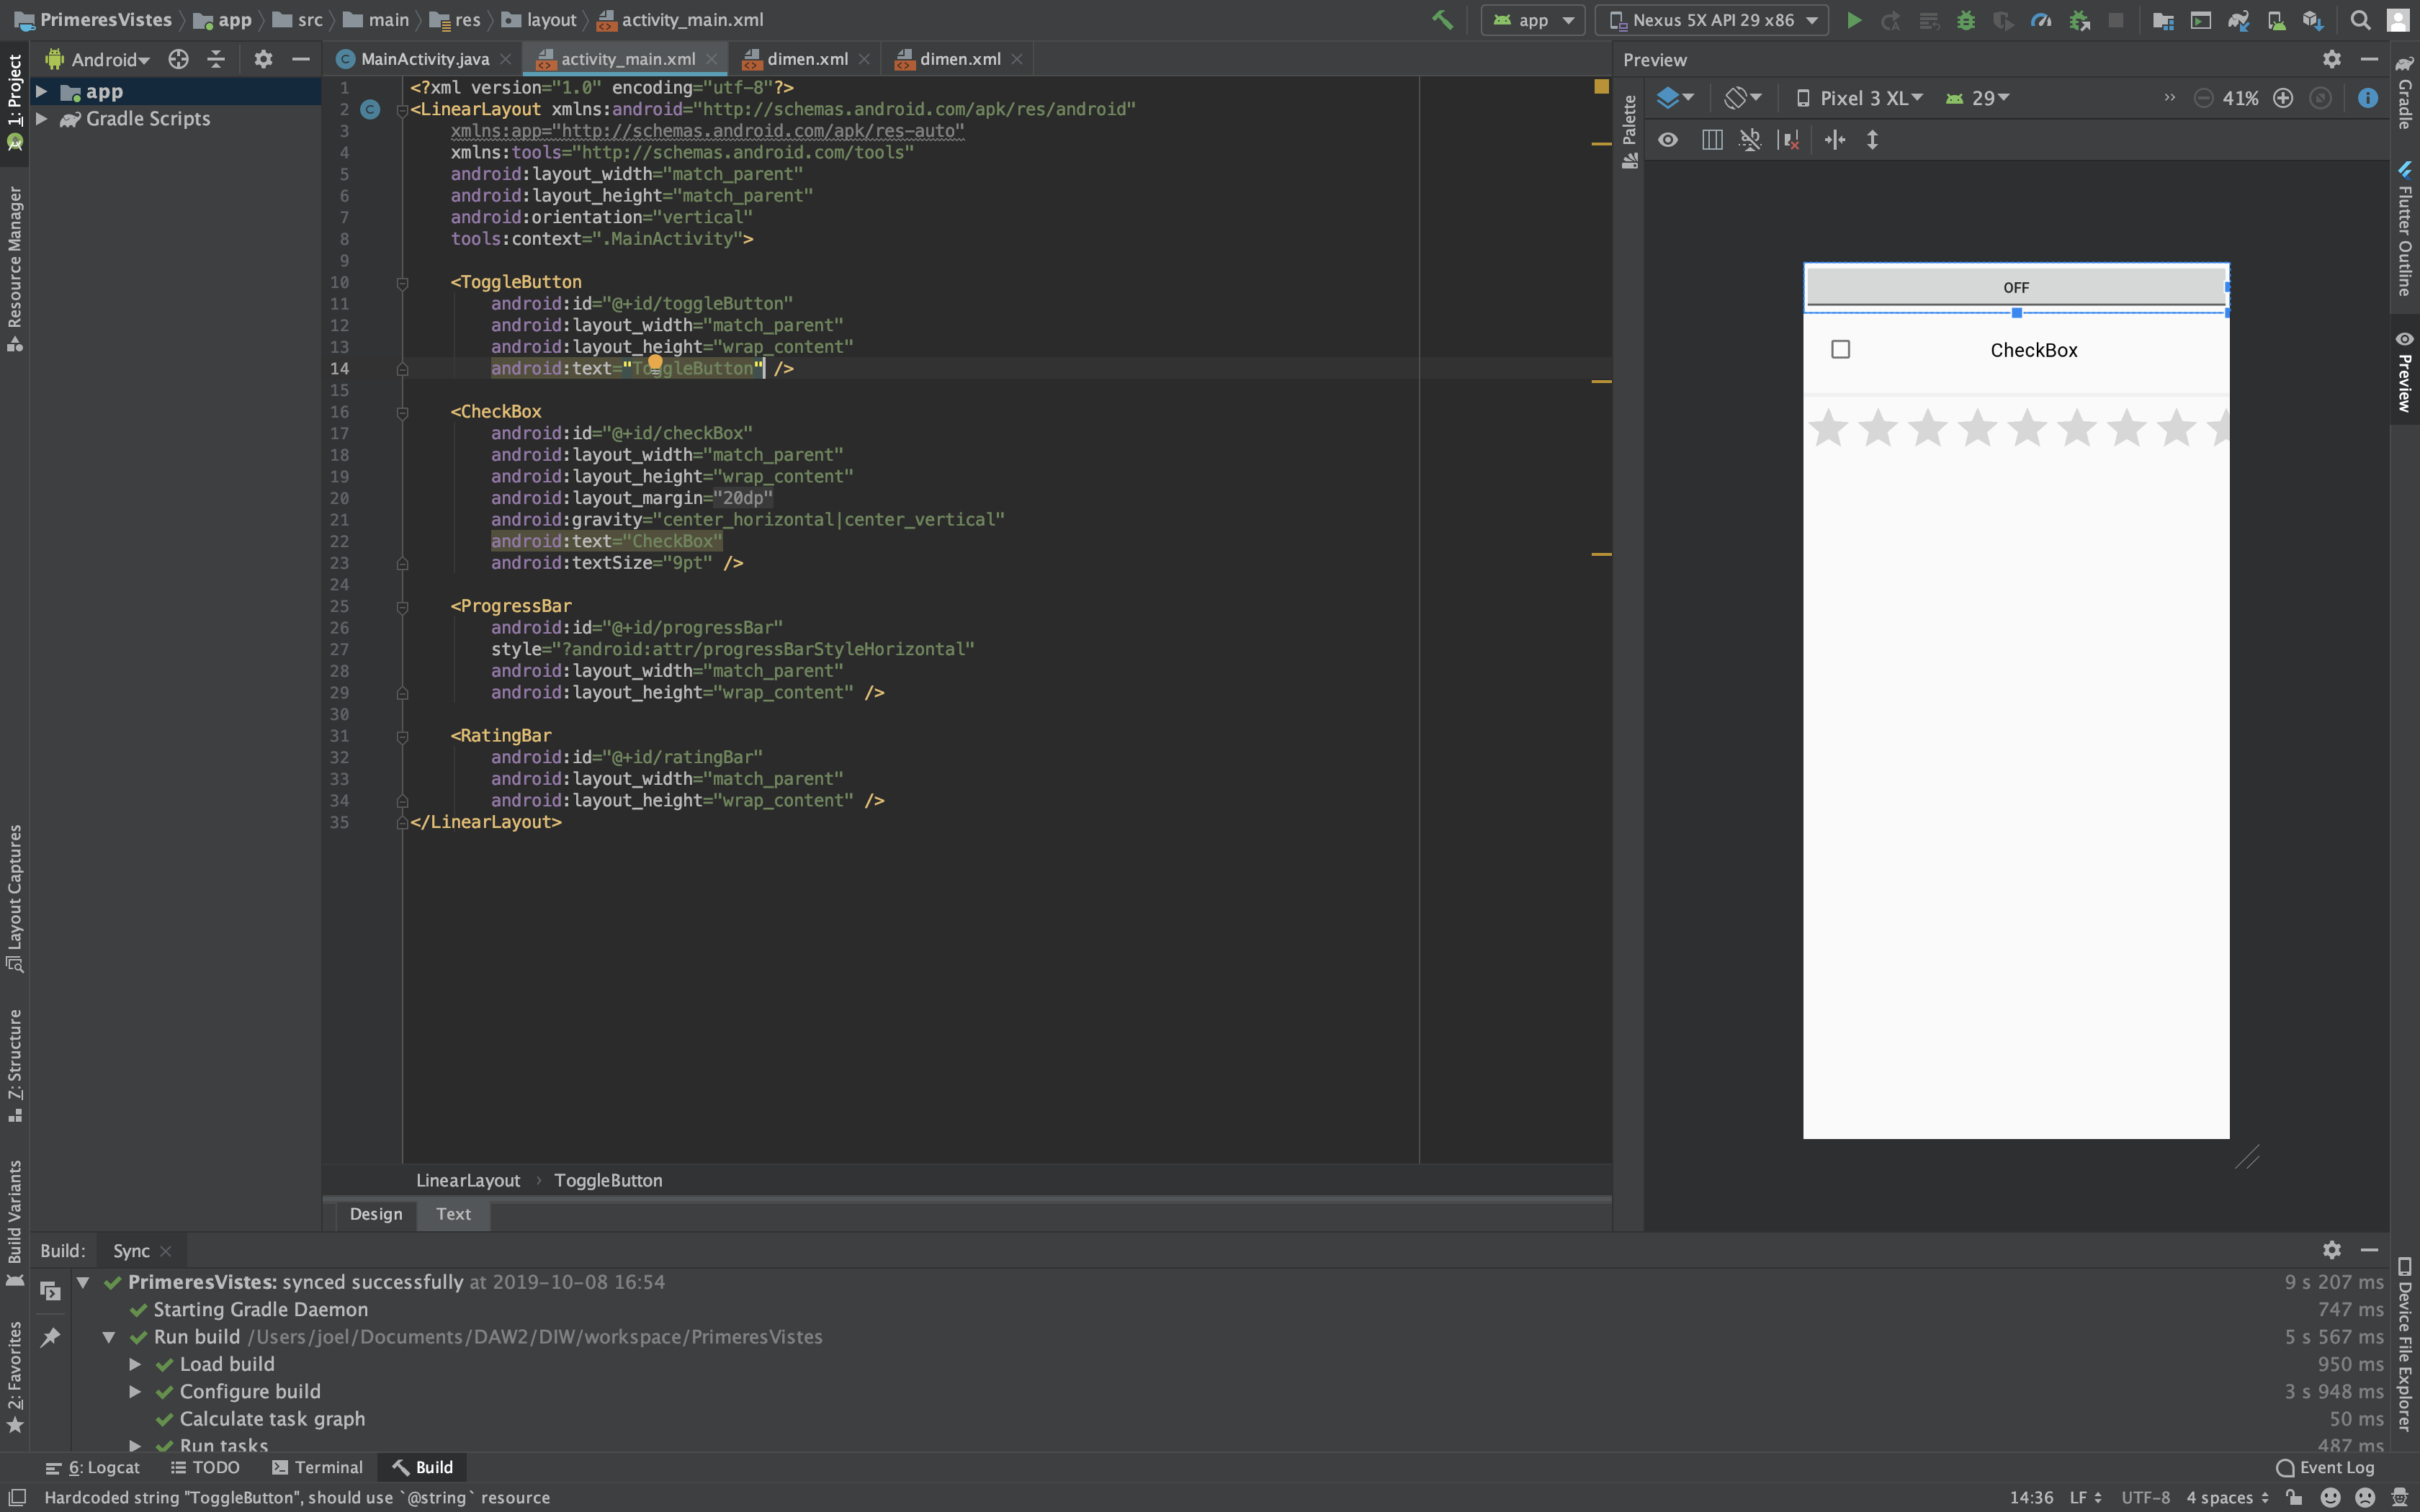 PrimeresVistes app src main res layout activity_main.xml
app Nexus 5X API 29 x86
1: Project
Resource Manager
Layout Captures
Z: Structure
Build Variants
2: Favorites
Android
app
Gradle Scripts
MainActivity.java activity_main.xml dimen.xml dimen.xml
1 <?xml version="1.0" encoding="utf-8"?>
2 <LinearLayout xmlns:android="http://schemas.android.com/apk/res/android"
3 xmlns:app="http://schemas.android.com/apk/res-auto"
4 xmlns:tools="http://schemas.android.com/tools"
5 android:layout_width="match_parent"
6 android:layout_height="match_parent"
7 android:orientation="vertical"
8 tools:context=".MainActivity">
9
10 <ToggleButton
11 android:id="@+id/toggleButton"
12 android:layout_width="match_parent"
13 android:layout_height="wrap_content"
14 android:text="ToggleButton" />
15
16 <CheckBox
17 android:id="@+id/checkBox"
18 android:layout_width="match_parent"
19 android:layout_height="wrap_content"
20 android:layout_margin="20dp"
21 android:gravity="center_horizontal|center_vertical"
22 android:text="CheckBox"
23 android:textSize="9pt" />
24
25 <ProgressBar
26 android:id="@+id/progressBar"
27 style="?android:attr/progressBarStyleHorizontal"
28 android:layout_width="match_parent"
29 android:layout_height="wrap_content" />
30
31 <RatingBar
32 android:id="@+id/ratingBar"
33 android:layout_width="match_parent"
34 android:layout_height="wrap_content" />
35 </LinearLayout>
LinearLayout › ToggleButton
Design Text
Preview
Palette
Pixel 3 XL 29 » 41%
OFF
CheckBox
Gradle
Flutter Outline
Preview
Device File Explorer
Build: Sync
PrimeresVistes: synced successfully at 2019-10-08 16:54 9 s 207 ms
Starting Gradle Daemon 747 ms
Run build /Users/joel/Documents/DAW2/DIW/workspace/PrimeresVistes 5 s 567 ms
Load build 950 ms
Configure build 3 s 948 ms
Calculate task graph 50 ms
Run tasks 487 ms
6: Logcat TODO Terminal Build Event Log
Hardcoded string "ToggleButton", should use `@string` resource 14:36 LF UTF-8 4 spaces